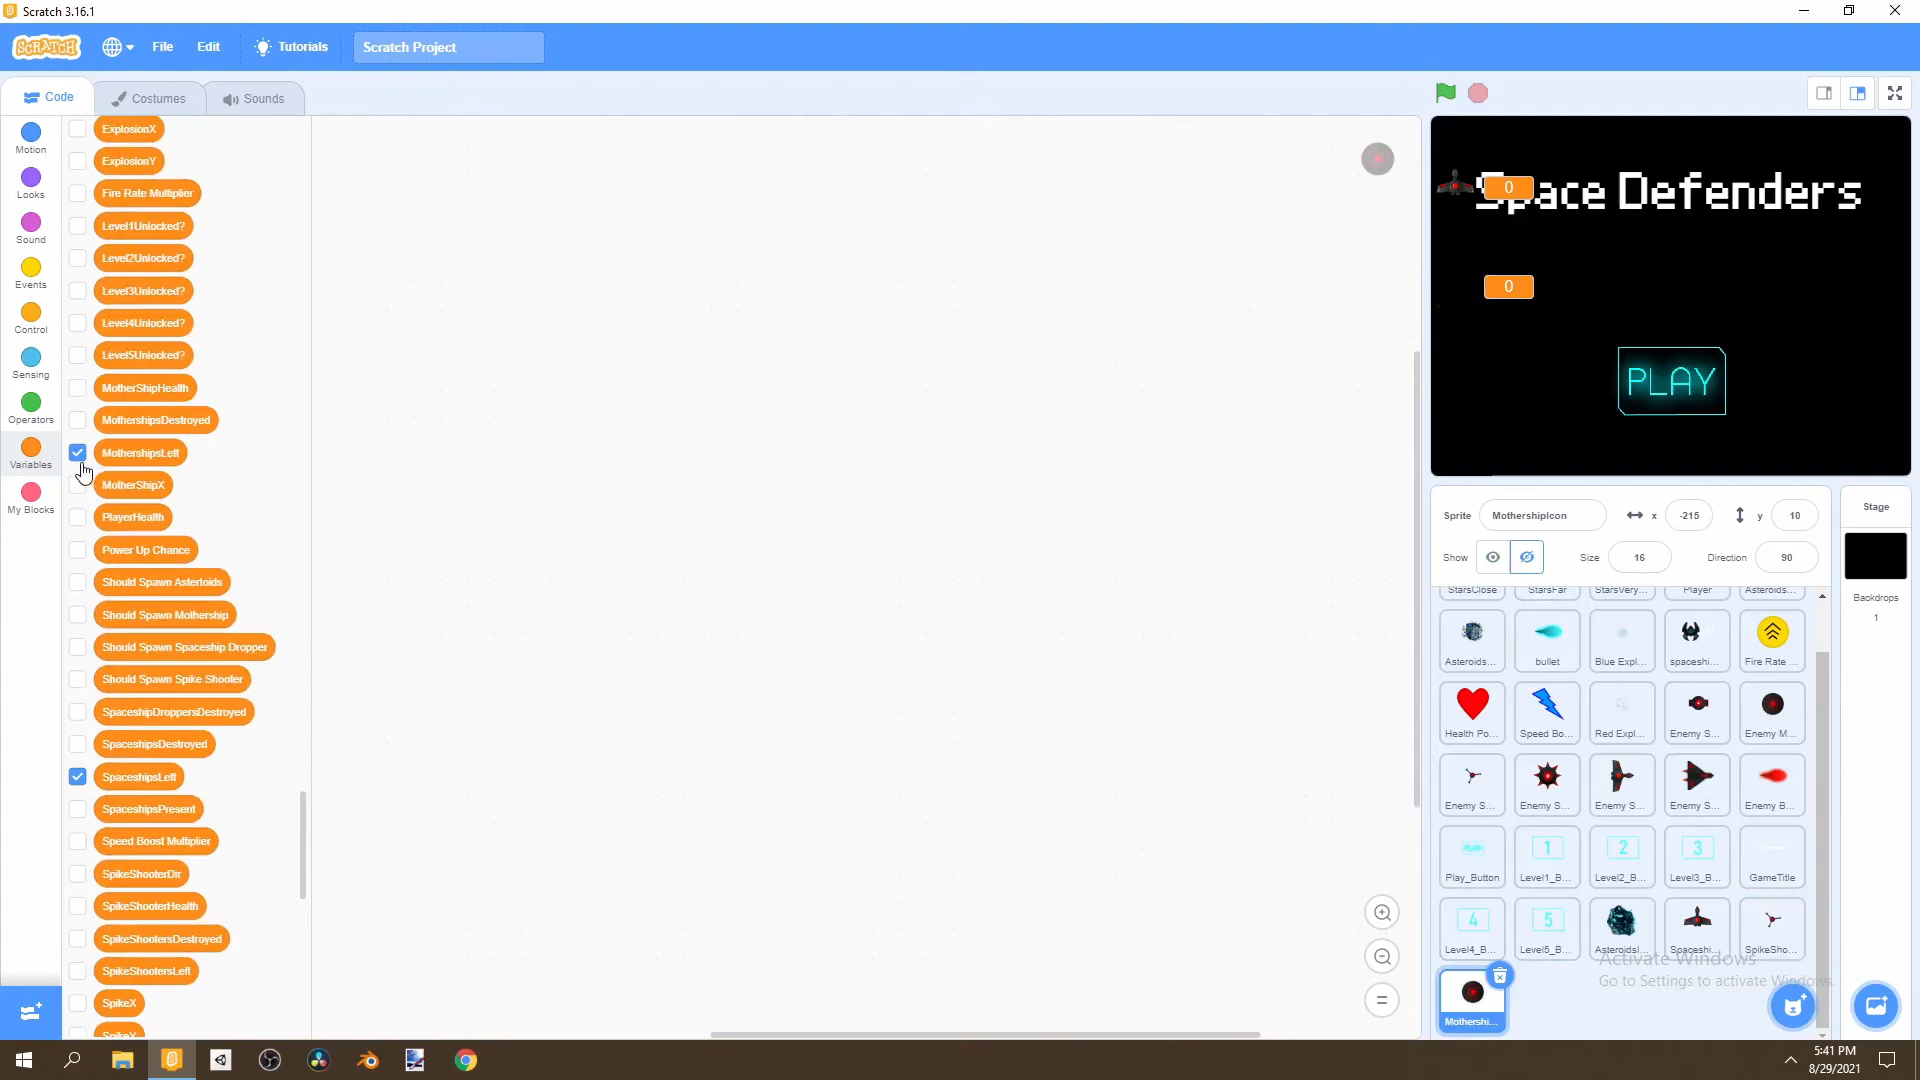 Scratch 3.16.1
SCRATCH
File
Edit
Tutorials
Scratch Project
Code
Costumes
Sounds
Motion
Looks
Sound
Events
Control
Sensing
Operators
Variables
My Blocks
ExplosionX
ExplosionY
Fire Rate Multiplier
Level1Unlocked?
Level2Unlocked?
Level3Unlocked?
Level4Unlocked?
Level5Unlocked?
MotherShipHealth
MothershipsDestroyed
MothershipsLeft
MotherShipX
PlayerHealth
Power Up Chance
Should Spawn Astertoids
Should Spawn Mothership
Should Spawn Spaceship Dropper
Should Spawn Spike Shooter
SpaceshipDroppersDestroyed
SpaceshipsDestroyed
SpaceshipsLeft
SpaceshipsPresent
Speed Boost Multiplier
SpikeShooterDir
SpikeShooterHealth
SpikeShootersDestroyed
SpikeShootersLeft
SpikeX
SpikeY
Space Defenders
0
0
PLAY
Sprite
MothershipIcon
x
-215
y
10
Show
Size
16
Direction
90
StarsClose
StarsFar
StarsVery...
Player
Asteroids...
Asteroids...
bullet
Blue Expl...
spaceshi...
Fire Rate ...
Health Po...
Speed Bo...
Red Expl...
Enemy S...
Enemy M...
Enemy S...
Enemy S...
Enemy S...
Enemy S...
Enemy B...
PLAY
1
2
3
Play_Button
Level1_B...
Level2_B...
Level3_B...
GameTitle
4
5
Level4_B...
Level5_B...
AsteroidsI...
Spaceshi...
SpikeSho...
Mothershi...
Stage
Backdrops
1
Activate Windows
Go to Settings to activate Windows.
5:41 PM
8/29/2021